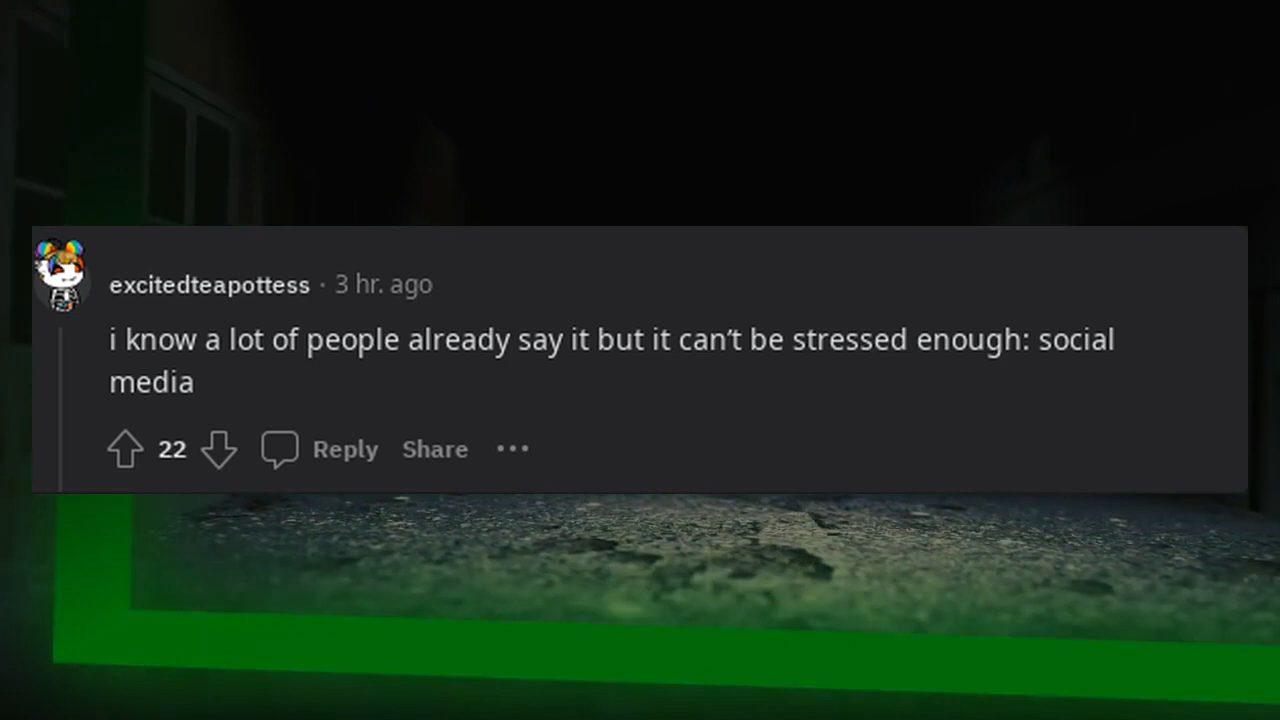 excitedteapottess · 3 hr. ago
i know a lot of people already say it but it can’t be stressed enough: social
media
22 Reply Share •••